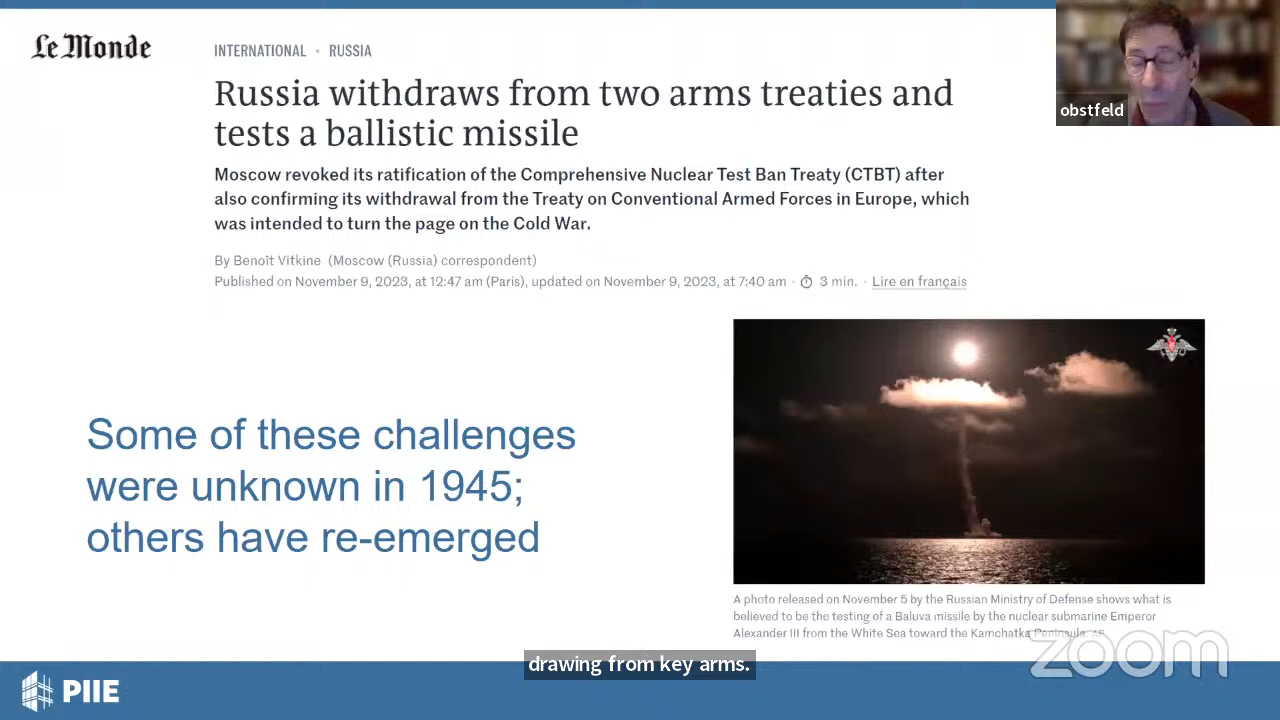 Le Monde
INTERNATIONAL • RUSSIA
Russia withdraws from two arms treaties and
tests a ballistic missile
Moscow revoked its ratification of the Comprehensive Nuclear Test Ban Treaty (CTBT) after
also confirming its withdrawal from the Treaty on Conventional Armed Forces in Europe, which
was intended to turn the page on the Cold War.
By Benoît Vitkine (Moscow (Russia) correspondent)
Published on November 9, 2023, at 12:47 am (Paris), updated on November 9, 2023, at 7:40 am · 3 min. · Lire en français
obstfeld
Some of these challenges
were unknown in 1945;
others have re-emerged
A photo released on November 5 by the Russian Ministry of Defense shows what is
believed to be the testing of a Baluva missile by the nuclear submarine Emperor
Alexander III from the White Sea toward the Kamchatka Peninsula. AP
zoom
drawing from key arms.
PIIE